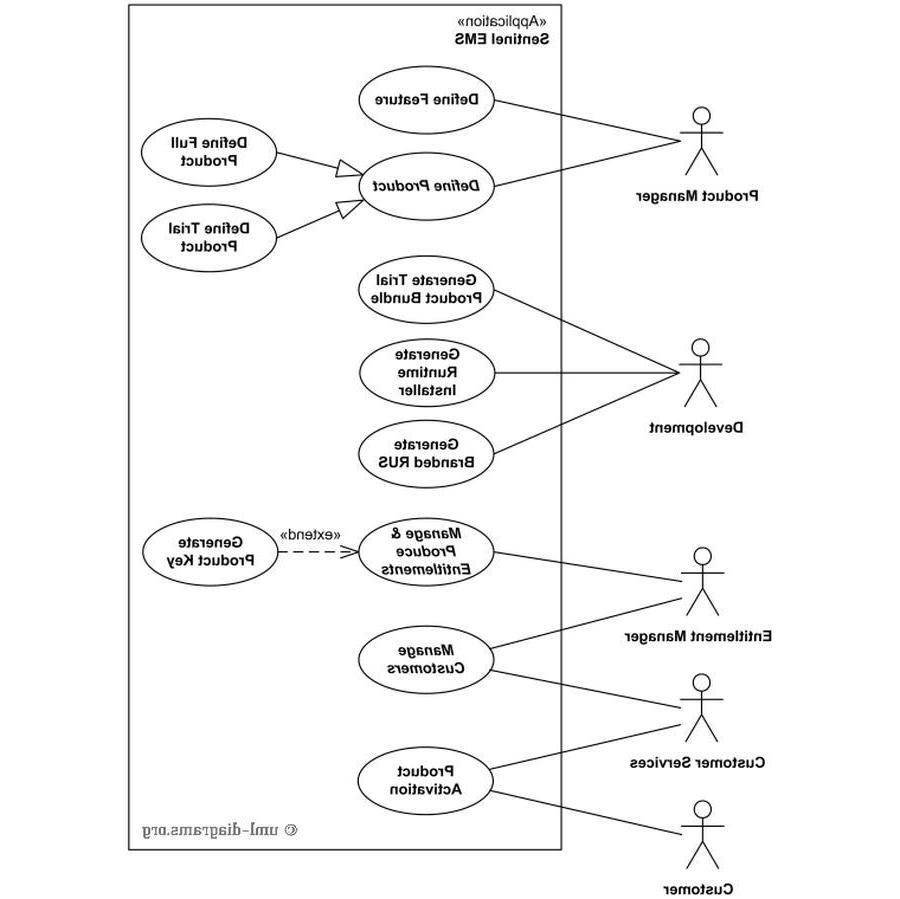 «Application»
Sentinel EMS
Define Feature
Define Full
Product
Define Product
Product Manager
Define Trial
Product
Generate Trial
Product Bundle
Generate
Runtime
Installer
Development
Generate
Branded RUS
Generate
Product Key
«extend»
Manage &
Produce
Entitlements
Entitlement Manager
Manage
Customers
Customer Services
Product
Activation
© uml-diagrams.org
Customer